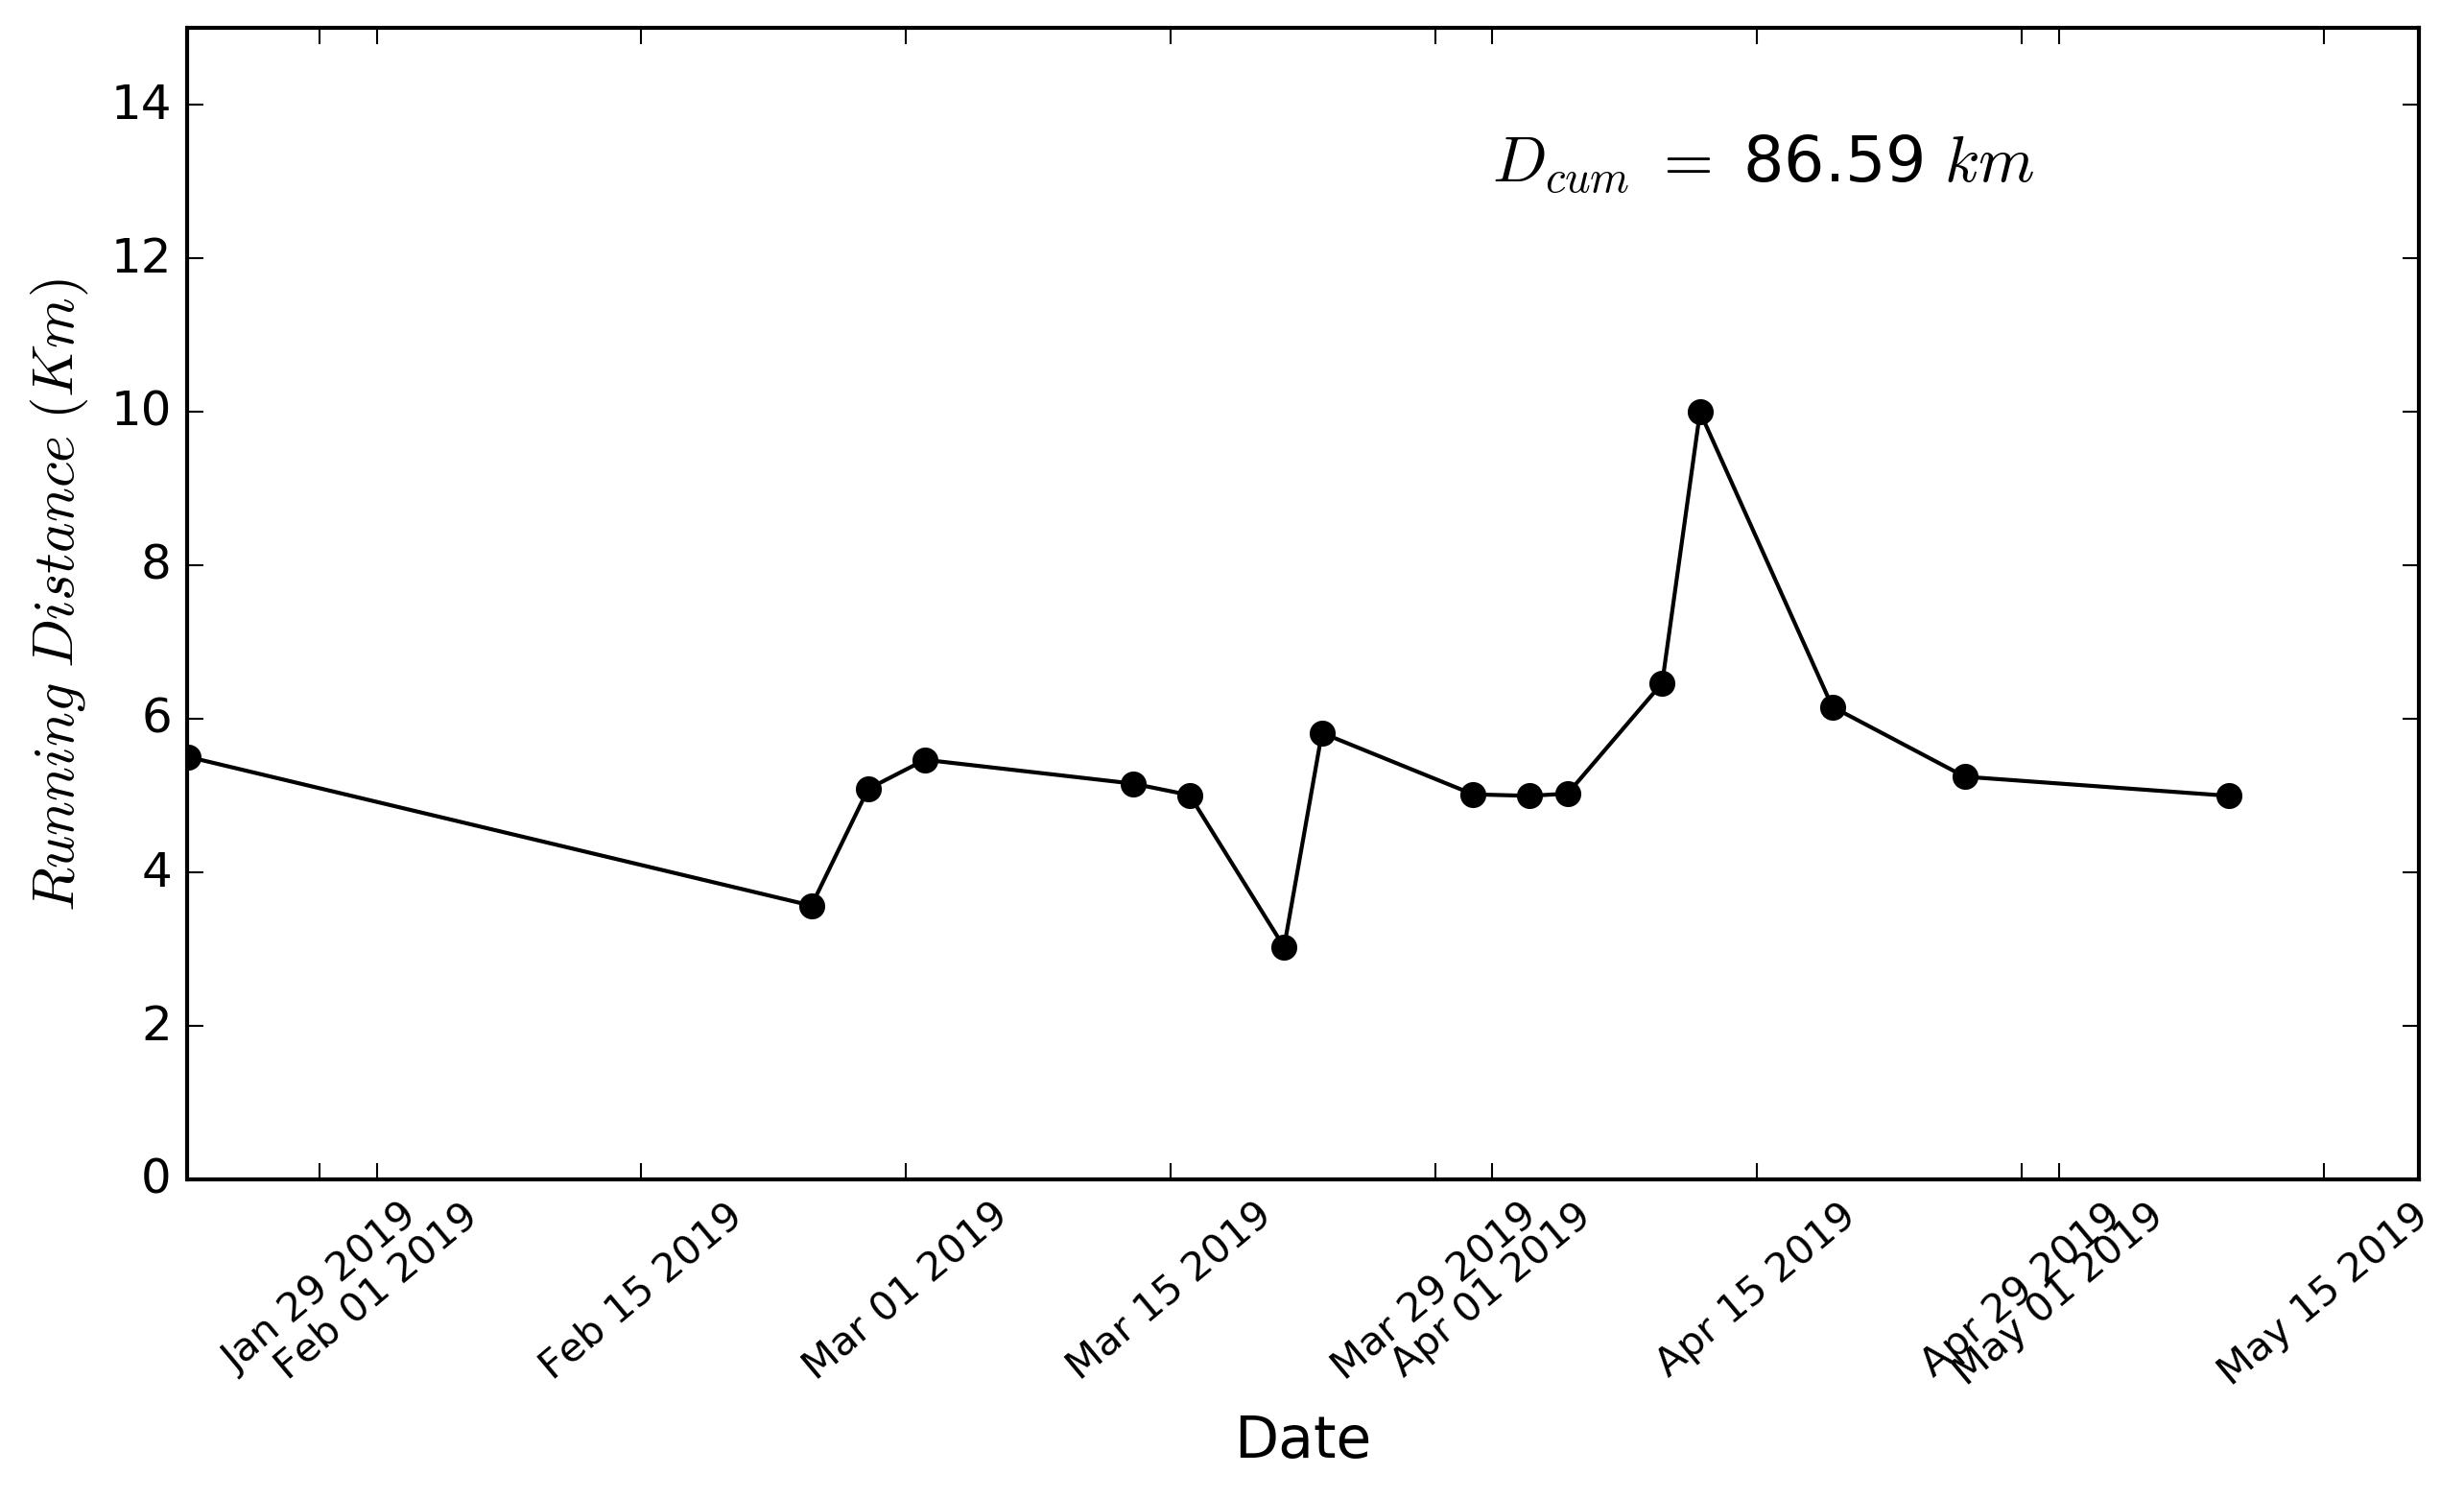 D_cum = 86.59 km
Running Distance (Km)
14
12
10
8
6
4
2
0
Jan 29 2019
Feb 01 2019
Feb 15 2019
Mar 01 2019
Mar 15 2019
Mar 29 2019
Apr 01 2019
Apr 15 2019
Apr 29 2019
May 01 2019
May 15 2019
Date